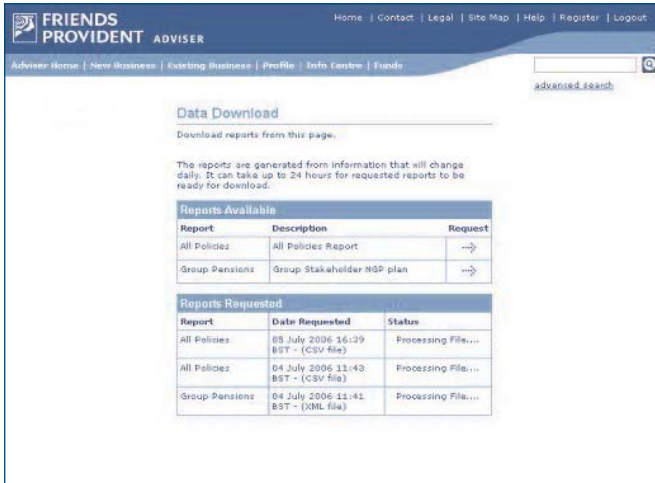 FRIENDS
PROVIDENT ADVISER
Home | Contact | Legal | Site Map | Help | Register | Logout
Adviser Home | New Business | Existing Business | Profile | Info Centre | Funds
advanced search
Data Download
Download reports from this page.
The reports are generated from information that will change
daily. It can take up to 24 hours for requested reports to be
ready for download.
Reports Available
Report Description Request
All Policies All Policies Report
Group Pensions Group Stakeholder NGP plan
Reports Requested
Report Date Requested Status
All Policies 05 July 2006 16:39 Processing File....
BST - (CSV file)
All Policies 04 July 2006 11:43 Processing File....
BST - (CSV file)
Group Pensions 04 July 2006 11:41 Processing File....
BST - (XML file)